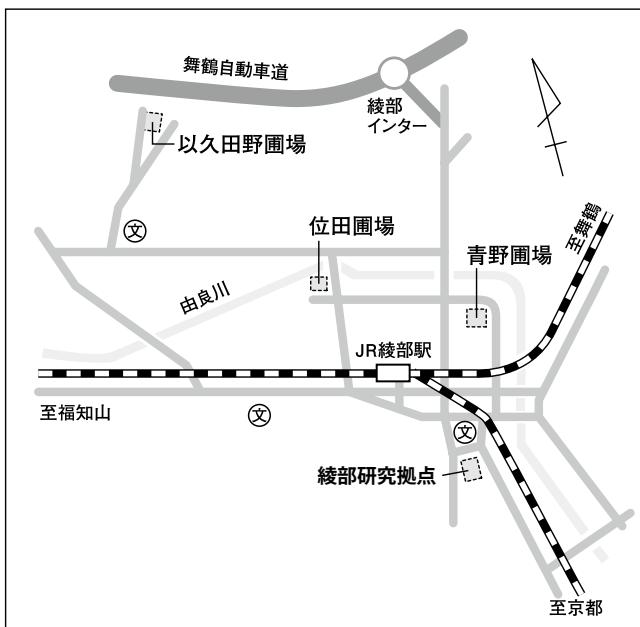 舞鶴自動車道
綾部
インター
以久田野圃場
文
位田圃場
青野圃場
至舞鶴
由良川
JR綾部駅
至福知山
文
文
綾部研究拠点
至京都